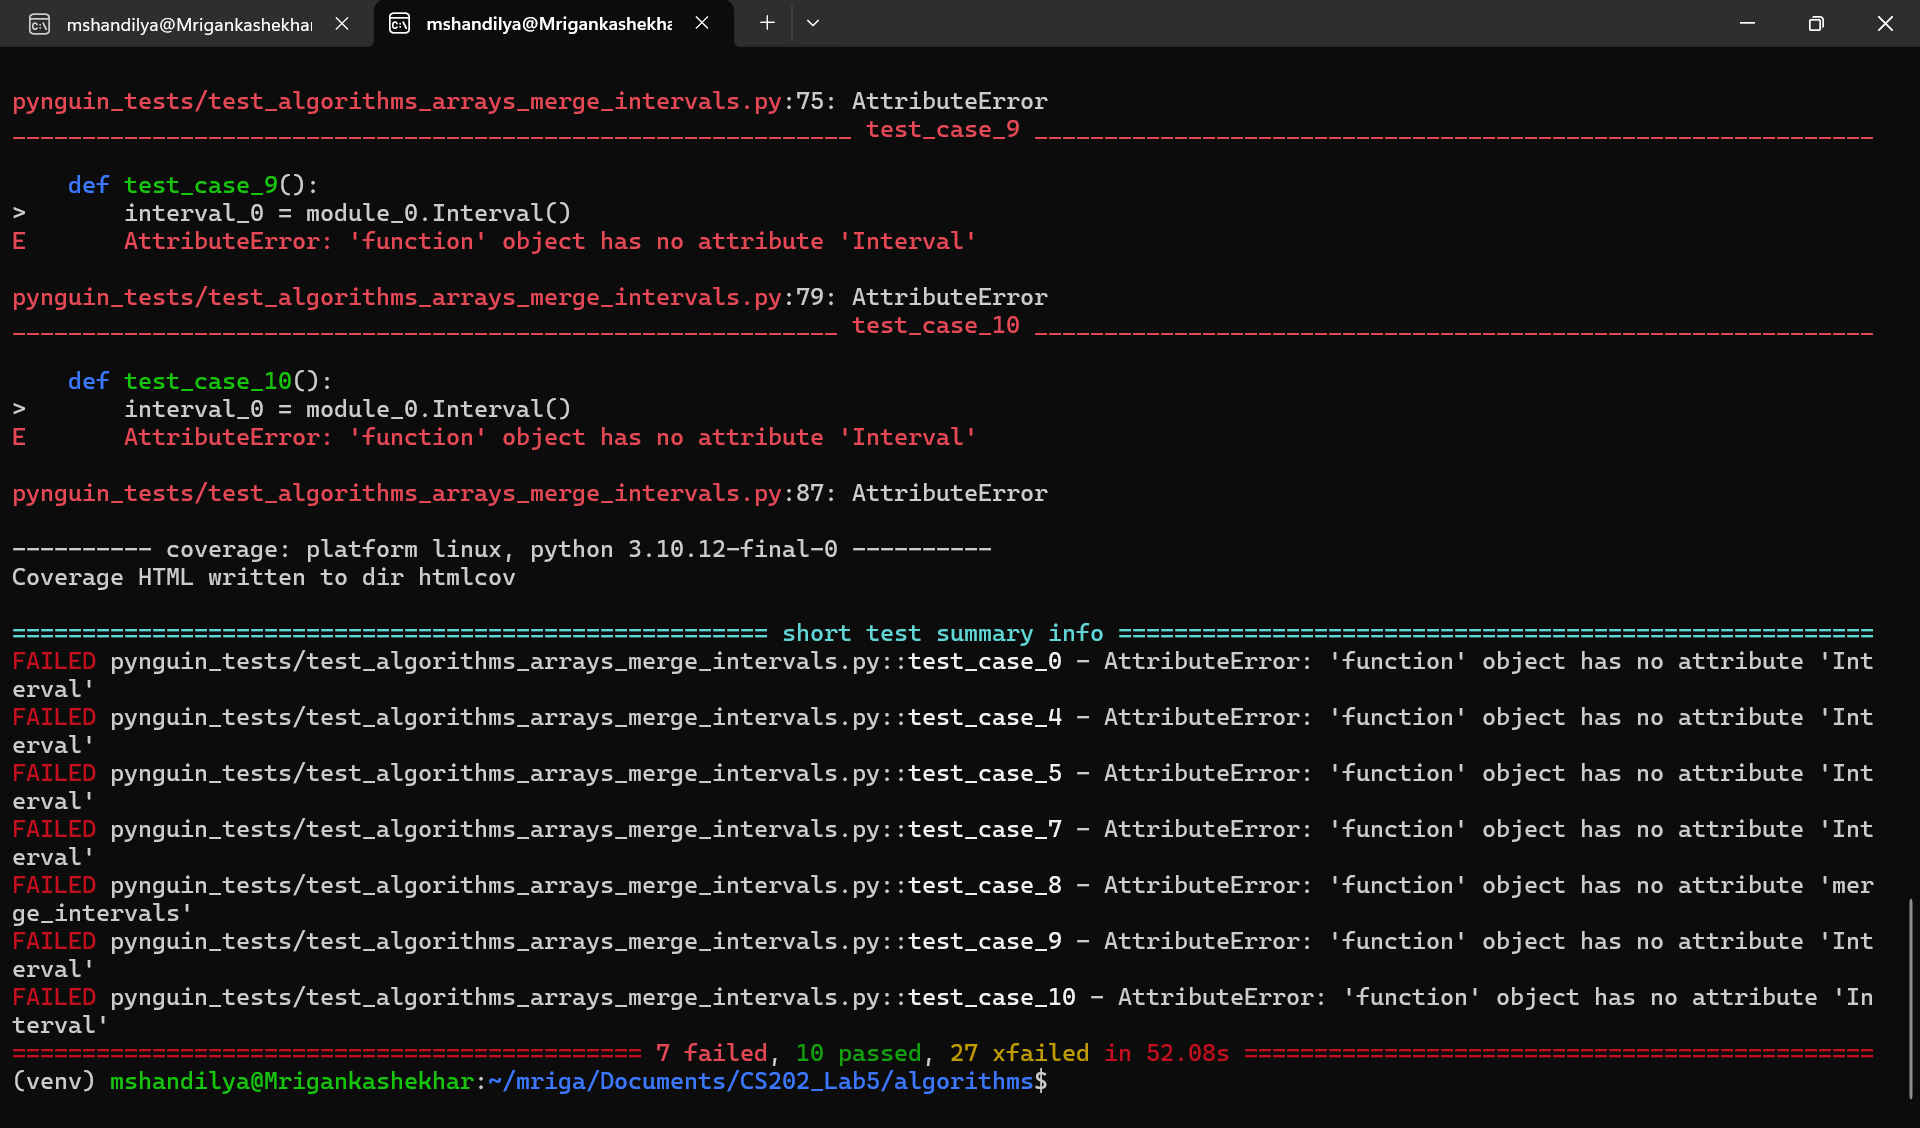 mshandilya@Mrigankashekhar
mshandilya@Mrigankashekha
pynguin_tests/test_algorithms_arrays_merge_intervals.py:75: AttributeError
____________________________________________________________ test_case_9 ____________________________________________________________
def test_case_9():
> interval_0 = module_0.Interval()
E AttributeError: 'function' object has no attribute 'Interval'
pynguin_tests/test_algorithms_arrays_merge_intervals.py:79: AttributeError
___________________________________________________________ test_case_10 ____________________________________________________________
def test_case_10():
> interval_0 = module_0.Interval()
E AttributeError: 'function' object has no attribute 'Interval'
pynguin_tests/test_algorithms_arrays_merge_intervals.py:87: AttributeError
---------- coverage: platform linux, python 3.10.12-final-0 ----------
Coverage HTML written to dir htmlcov
====================================================== short test summary info ======================================================
FAILED pynguin_tests/test_algorithms_arrays_merge_intervals.py::test_case_0 - AttributeError: 'function' object has no attribute 'Int
erval'
FAILED pynguin_tests/test_algorithms_arrays_merge_intervals.py::test_case_4 - AttributeError: 'function' object has no attribute 'Int
erval'
FAILED pynguin_tests/test_algorithms_arrays_merge_intervals.py::test_case_5 - AttributeError: 'function' object has no attribute 'Int
erval'
FAILED pynguin_tests/test_algorithms_arrays_merge_intervals.py::test_case_7 - AttributeError: 'function' object has no attribute 'Int
erval'
FAILED pynguin_tests/test_algorithms_arrays_merge_intervals.py::test_case_8 - AttributeError: 'function' object has no attribute 'mer
ge_intervals'
FAILED pynguin_tests/test_algorithms_arrays_merge_intervals.py::test_case_9 - AttributeError: 'function' object has no attribute 'Int
erval'
FAILED pynguin_tests/test_algorithms_arrays_merge_intervals.py::test_case_10 - AttributeError: 'function' object has no attribute 'In
terval'
============================================= 7 failed, 10 passed, 27 xfailed in 52.08s =============================================
(venv) mshandilya@Mrigankashekhar:~/mriga/Documents/CS202_Lab5/algorithms$